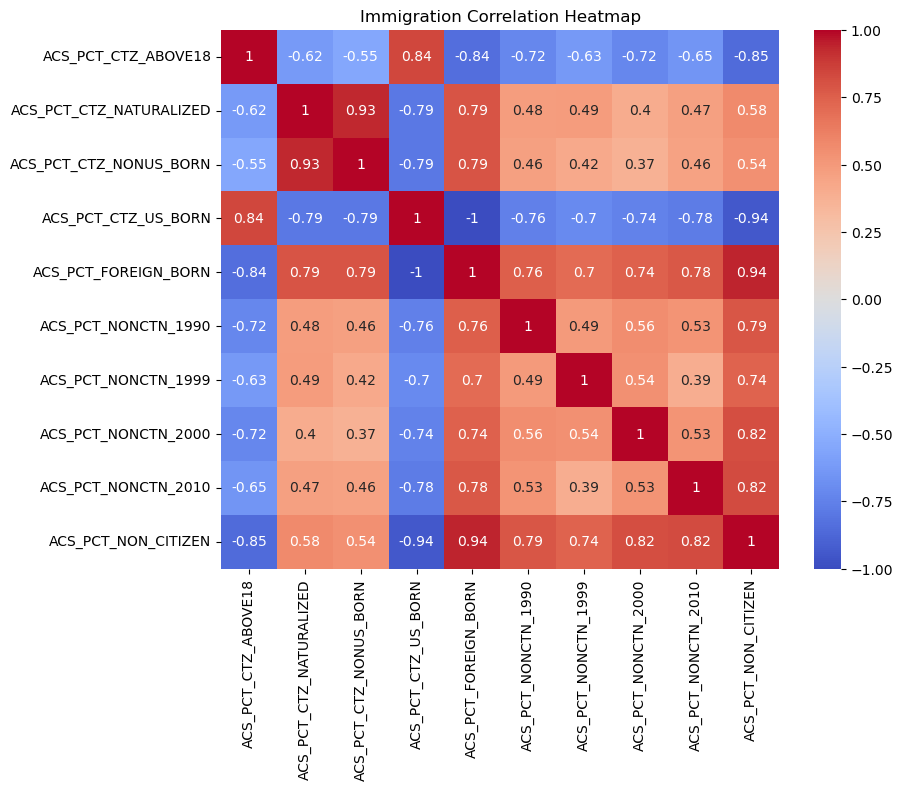 Immigration Correlation Heatmap
ACS_PCT_CTZ_ABOVE18 1 -0.62 -0.55 0.84 -0.84 -0.72 -0.63 -0.72 -0.65 -0.85
ACS_PCT_CTZ_NATURALIZED -0.62 1 0.93 -0.79 0.79 0.48 0.49 0.4 0.47 0.58
ACS_PCT_CTZ_NONUS_BORN -0.55 0.93 1 -0.79 0.79 0.46 0.42 0.37 0.46 0.54
ACS_PCT_CTZ_US_BORN 0.84 -0.79 -0.79 1 -1 -0.76 -0.7 -0.74 -0.78 -0.94
ACS_PCT_FOREIGN_BORN -0.84 0.79 0.79 -1 1 0.76 0.7 0.74 0.78 0.94
ACS_PCT_NONCTN_1990 -0.72 0.48 0.46 -0.76 0.76 1 0.49 0.56 0.53 0.79
ACS_PCT_NONCTN_1999 -0.63 0.49 0.42 -0.7 0.7 0.49 1 0.54 0.39 0.74
ACS_PCT_NONCTN_2000 -0.72 0.4 0.37 -0.74 0.74 0.56 0.54 1 0.53 0.82
ACS_PCT_NONCTN_2010 -0.65 0.47 0.46 -0.78 0.78 0.53 0.39 0.53 1 0.82
ACS_PCT_NON_CITIZEN -0.85 0.58 0.54 -0.94 0.94 0.79 0.74 0.82 0.82 1
ACS_PCT_CTZ_ABOVE18
ACS_PCT_CTZ_NATURALIZED
ACS_PCT_CTZ_NONUS_BORN
ACS_PCT_CTZ_US_BORN
ACS_PCT_FOREIGN_BORN
ACS_PCT_NONCTN_1990
ACS_PCT_NONCTN_1999
ACS_PCT_NONCTN_2000
ACS_PCT_NONCTN_2010
ACS_PCT_NON_CITIZEN
1.00
0.75
0.50
0.25
0.00
−0.25
−0.50
−0.75
−1.00